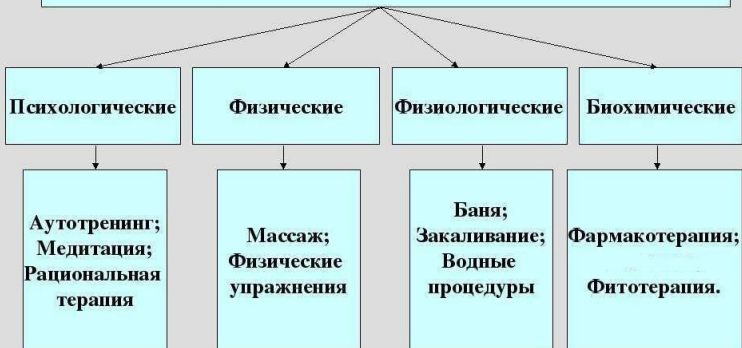 Психологические
Физические
Физиологические
Биохимические
Аутотренинг;
Медитация;
Рациональная
терапия
Массаж;
Физические
упражнения
Баня;
Закаливание;
Водные
процедуры
Фармакотерапия;
Фитотерапия.